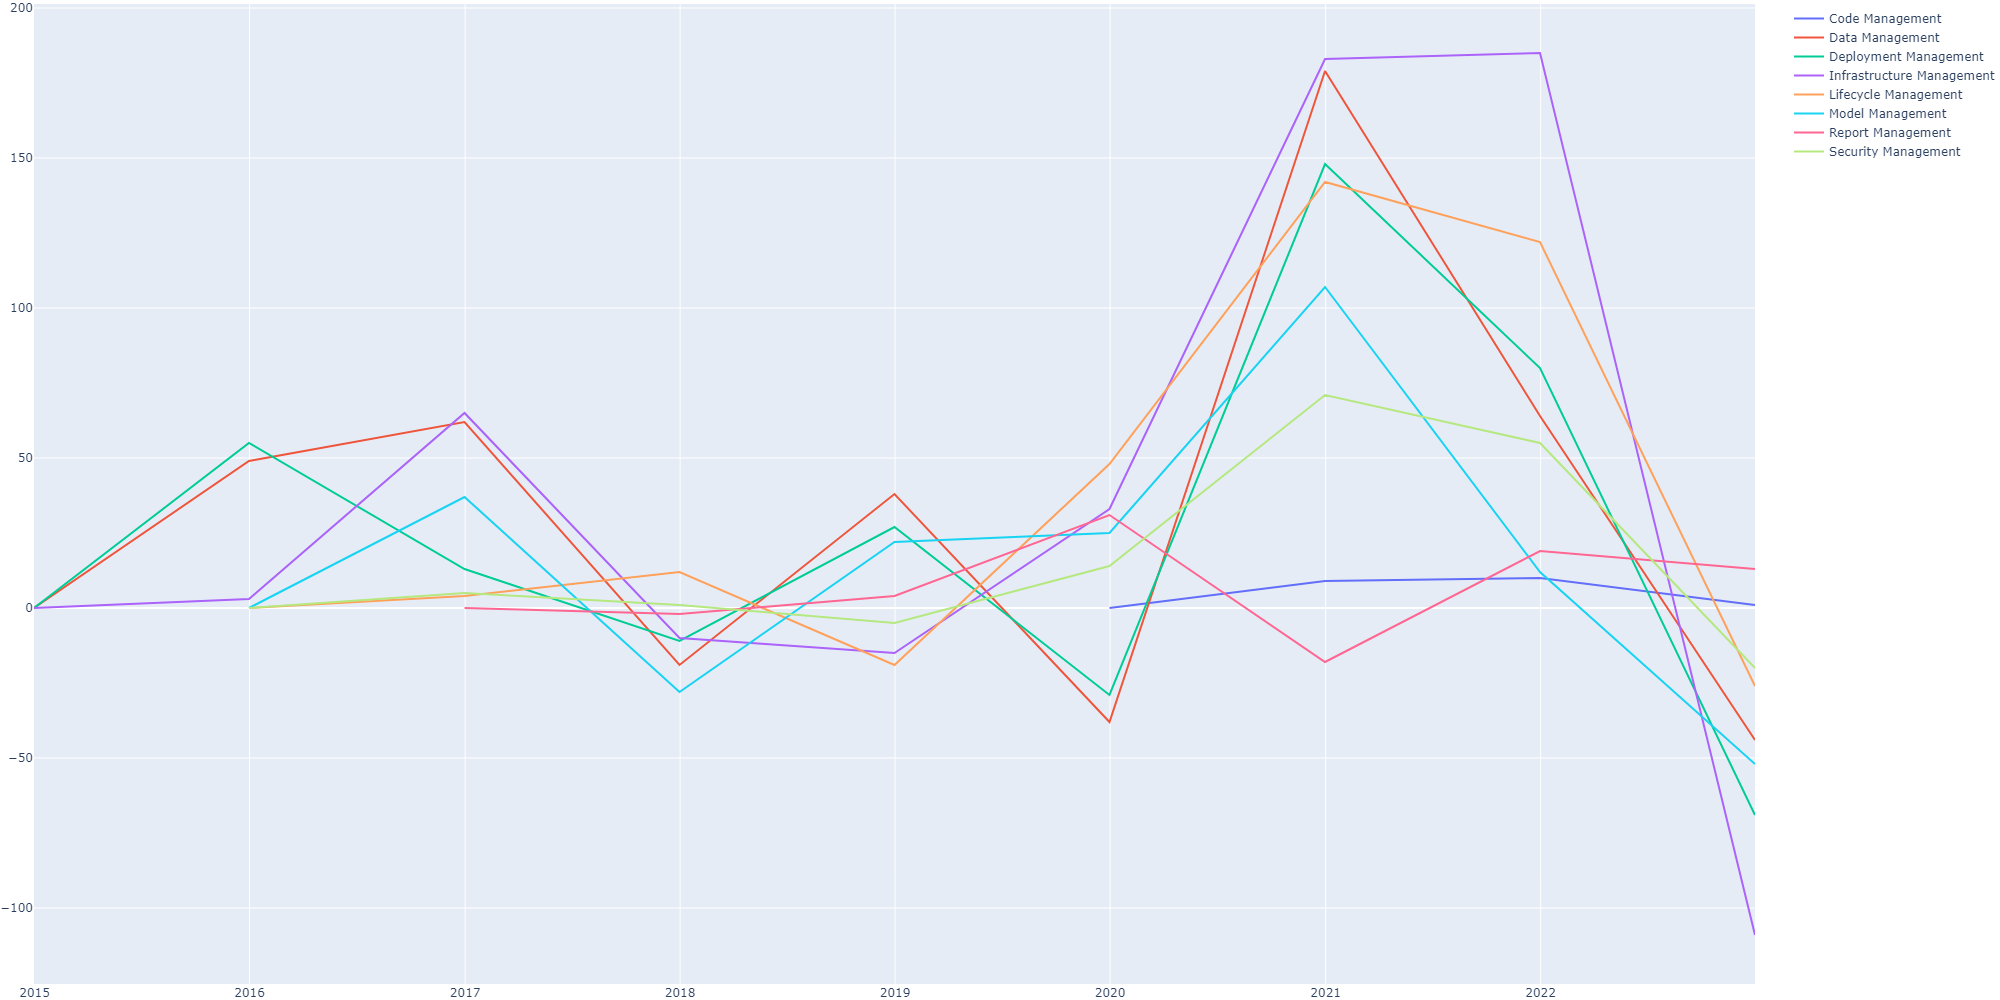 200
150
100
50
0
−50
−100
2015 2016 2017 2018 2019 2020 2021 2022
Code Management
Data Management
Deployment Management
Infrastructure Management
Lifecycle Management
Model Management
Report Management
Security Management